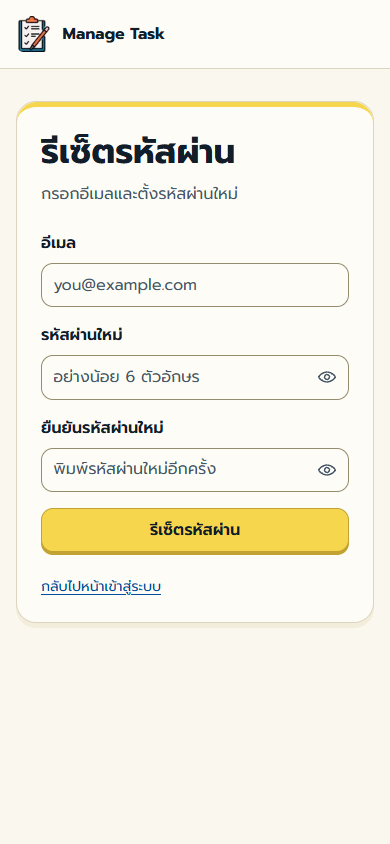 Manage Task
รีเซ็ตรหัสผ่าน
กรอกอีเมลและตั้งรหัสผ่านใหม่
อีเมล
you@example.com
รหัสผ่านใหม่
อย่างน้อย 6 ตัวอักษร
ยืนยันรหัสผ่านใหม่
พิมพ์รหัสผ่านใหม่อีกครั้ง
รีเซ็ตรหัสผ่าน
กลับไปหน้าเข้าสู่ระบบ